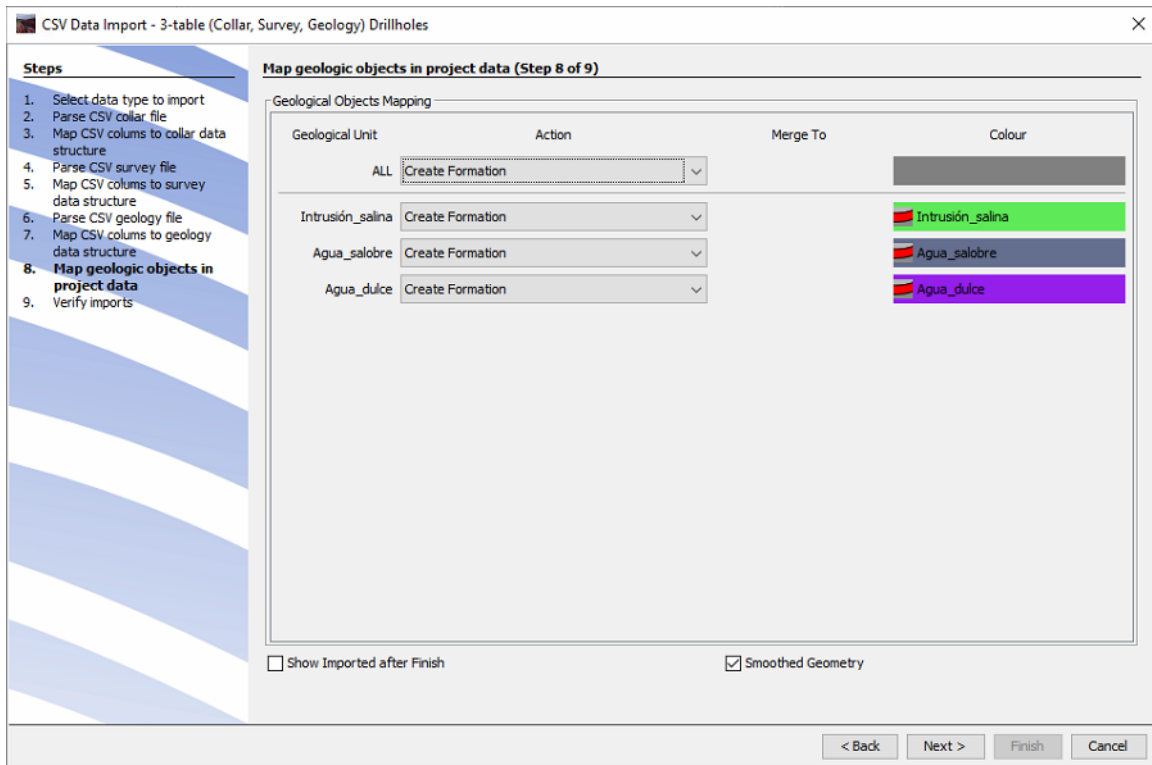 CSV Data Import - 3-table (Collar, Survey, Geology) Drillholes
Steps
1. Select data type to import
2. Parse CSV collar file
3. Map CSV colums to collar data
structure
4. Parse CSV survey file
5. Map CSV colums to survey
data structure
6. Parse CSV geology file
7. Map CSV colums to geology
data structure
8. Map geologic objects in
project data
9. Verify imports
Map geologic objects in project data (Step 8 of 9)
Geological Objects Mapping
Geological Unit Action Merge To Colour
ALL Create Formation
Intrusión_salina Create Formation Intrusión_salina
Agua_salobre Create Formation Agua_salobre
Agua_dulce Create Formation Agua_dulce
Show Imported after Finish Smoothed Geometry
< Back Next > Finish Cancel